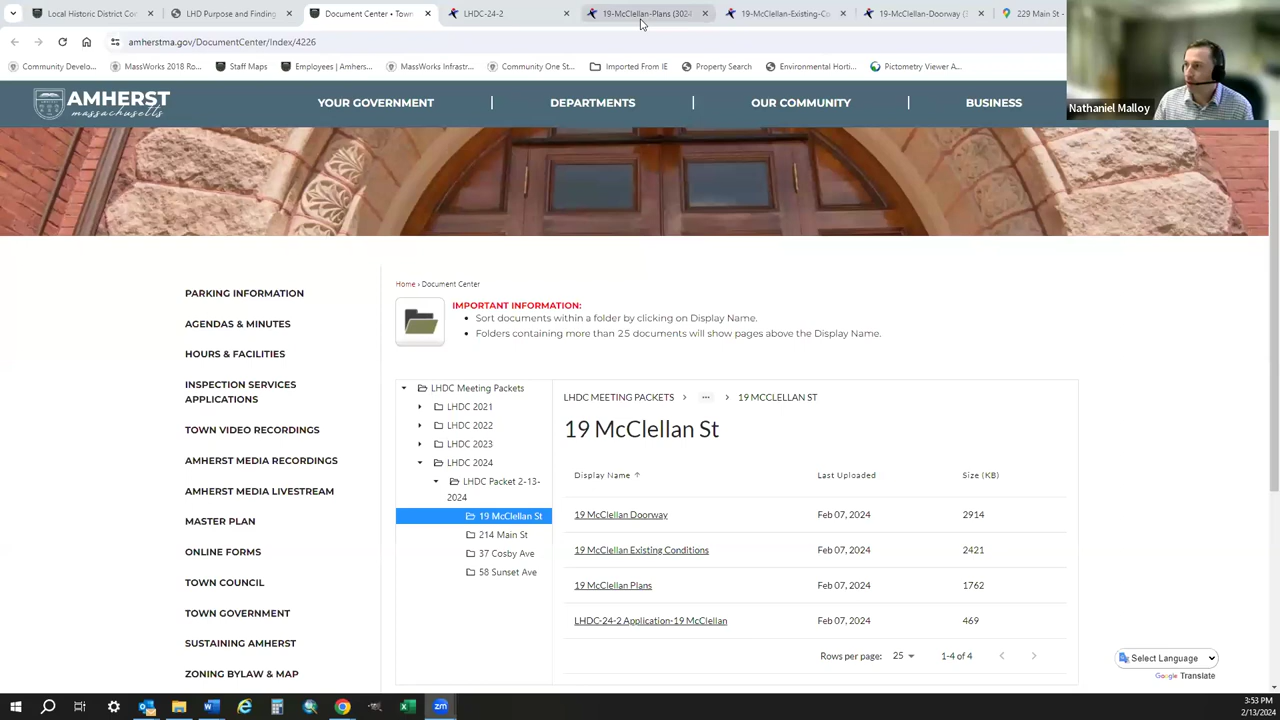 Local Historic District Co
LHD Purpose and Finding
Document Center • Town
LHDC-24-2
19-McClellan-Plans (3024
19-McClellan-Existing-Co
19-McClellan-Doorway (3
229 Main St -
amherstma.gov/DocumentCenter/Index/4226
Community Develo...
MassWorks 2018 Ro...
Staff Maps
Employees | Amhers...
MassWorks Infrastr...
Community One St...
Imported From IE
Property Search
Environmental Horti...
Pictometry Viewer A...
Nathaniel Malloy
AMHERST
massachusetts
YOUR GOVERNMENT
DEPARTMENTS
OUR COMMUNITY
BUSINESS
PARKING INFORMATION
AGENDAS & MINUTES
HOURS & FACILITIES
INSPECTION SERVICES
APPLICATIONS
TOWN VIDEO RECORDINGS
AMHERST MEDIA RECORDINGS
AMHERST MEDIA LIVESTREAM
MASTER PLAN
ONLINE FORMS
TOWN COUNCIL
TOWN GOVERNMENT
SUSTAINING AMHERST
ZONING BYLAW & MAP
Home › Document Center
IMPORTANT INFORMATION:
• Sort documents within a folder by clicking on Display Name.
• Folders containing more than 25 documents will show pages above the Display Name.
LHDC Meeting Packets
LHDC 2021
LHDC 2022
LHDC 2023
LHDC 2024
LHDC Packet 2-13-
2024
19 McClellan St
214 Main St
37 Cosby Ave
58 Sunset Ave
LHDC MEETING PACKETS > ... > 19 MCCLELLAN ST
19 McClellan St
Display Name ↑ Last Uploaded Size (KB)
19 McClellan Doorway Feb 07, 2024 2914
19 McClellan Existing Conditions Feb 07, 2024 2421
19 McClellan Plans Feb 07, 2024 1762
LHDC-24-2 Application-19 McClellan Feb 07, 2024 469
Rows per page: 25 1-4 of 4
Select Language
Google Translate
zm
3:53 PM
2/13/2024